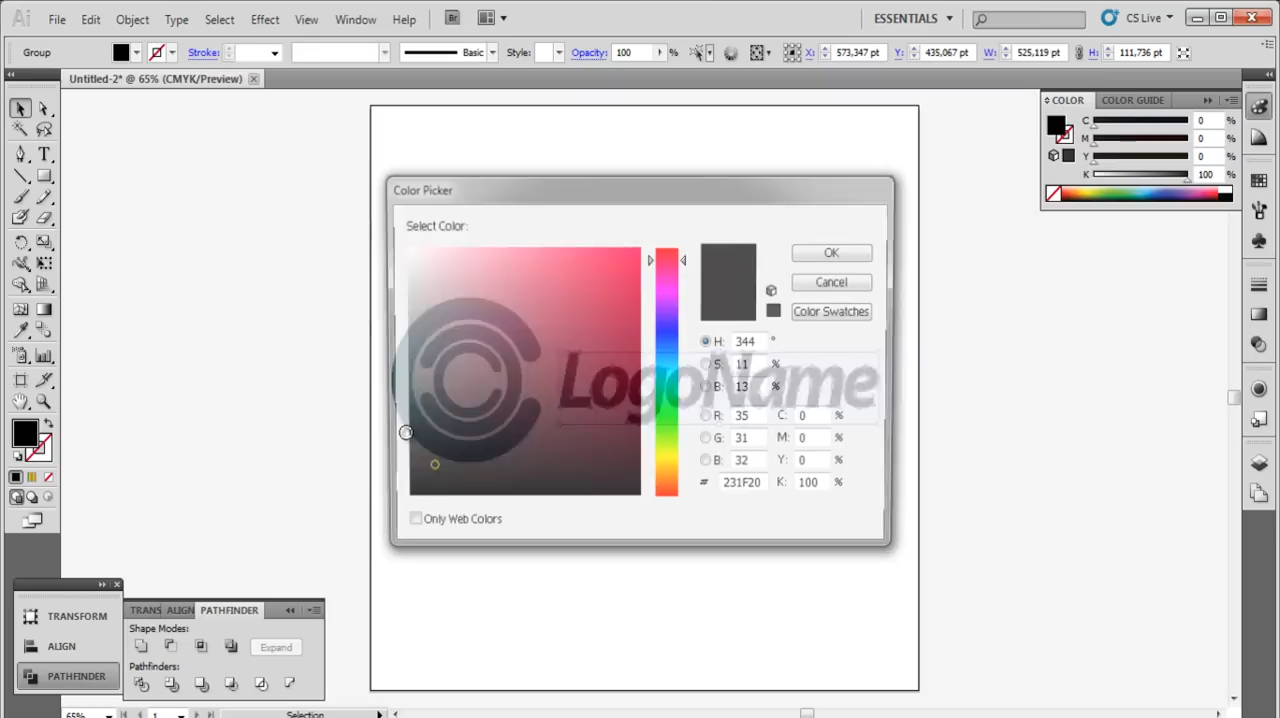 Ai File Edit Object Type Select Effect View Window Help Br ESSENTIALS CS Live
Group Stroke: Basic Style: Opacity: 100 % X: 573,347 pt Y: 435,067 pt W: 525,119 pt H: 111,736 pt
Untitled-2* @ 65% (CMYK/Preview)
COLOR COLOR GUIDE
C 0 %
M 0 %
Y 0 %
K 100 %
Color Picker
Select Color:
OK
Cancel
Color Swatches
H: 344 °
S: 11 %
B: 13 %
R: 35 C: 0 %
G: 31 M: 0 %
B: 32 Y: 0 %
# 231F20 K: 100 %
Only Web Colors
LogoName
TRANSFORM
ALIGN
PATHFINDER
TRANS ALIGN PATHFINDER
Shape Modes:
Expand
Pathfinders:
65% 1 Selection